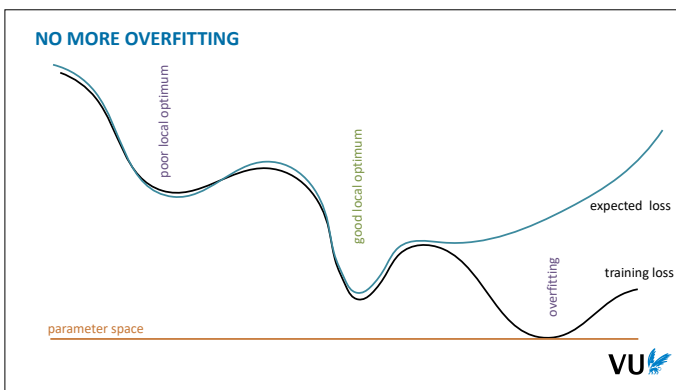 NO MORE OVERFITTING
poor local optimum
good local optimum
expected loss
training loss
overfitting
parameter space
VU